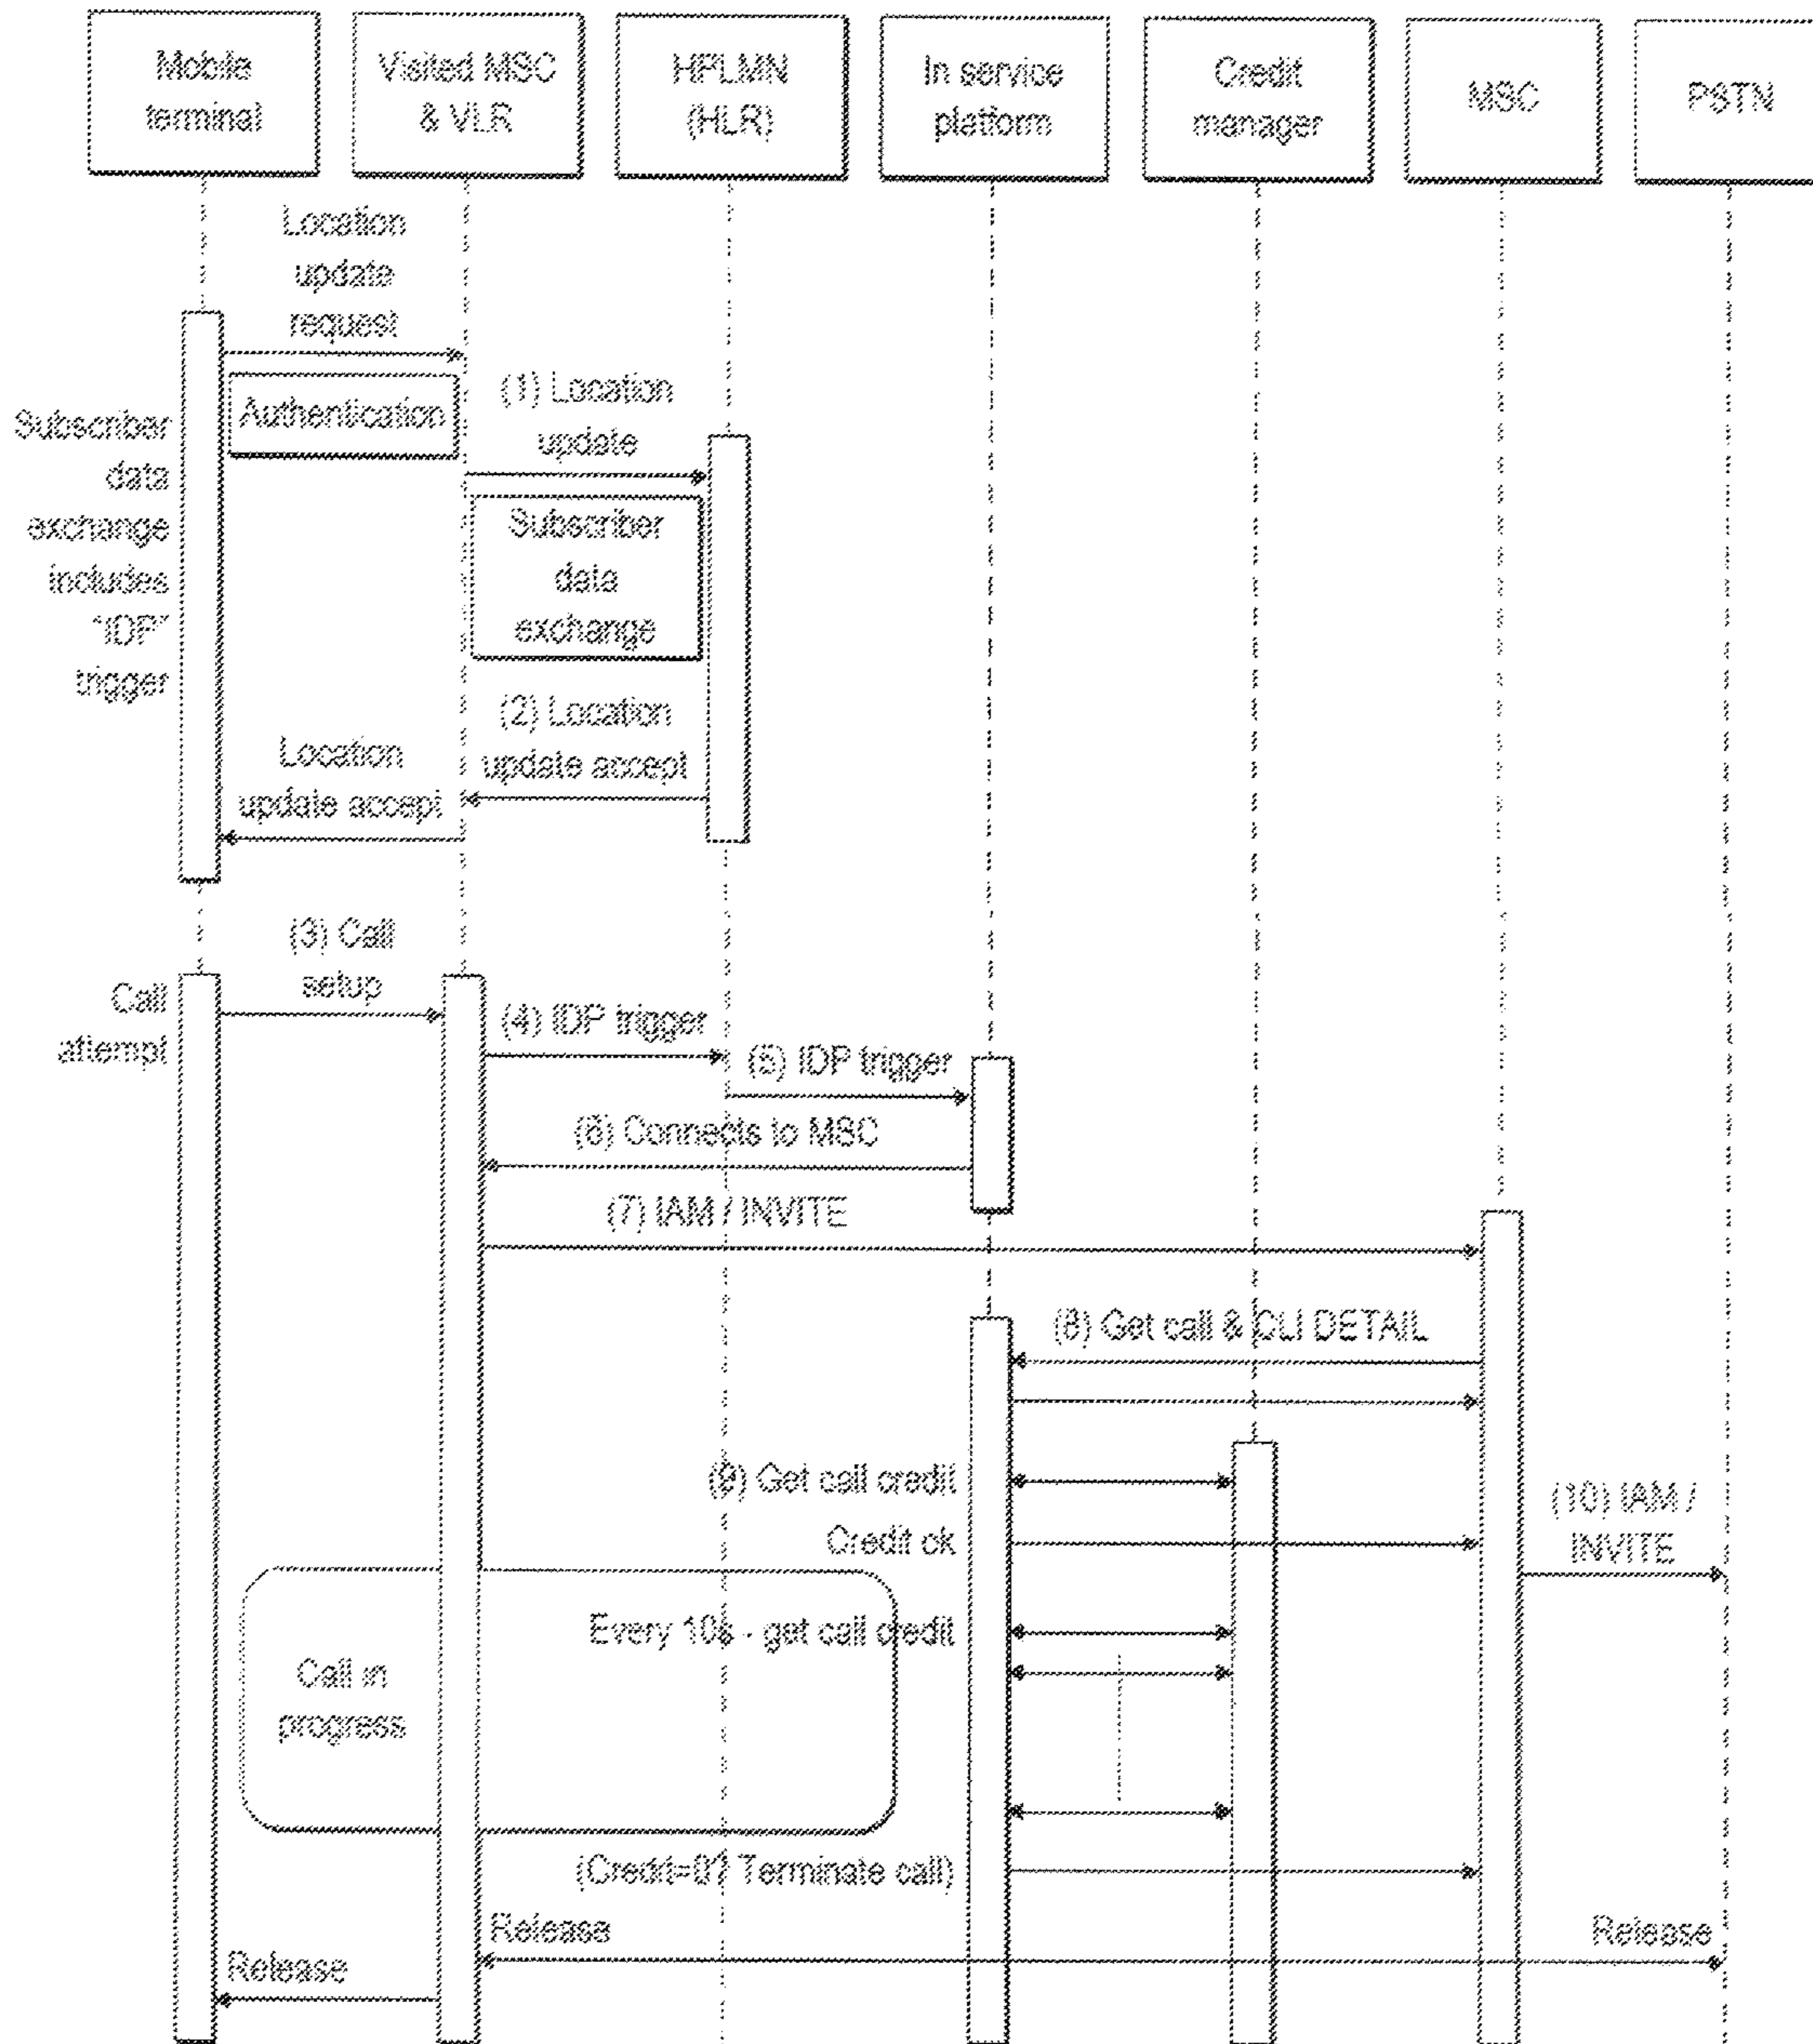 Mobile
terminal
Visited MSC
& VLR
HPLMN
(HLR)
In service
platform
Credit
manager
MSC
PSTN
Location
update
request
Authentication
(1) Location
update
Subscriber
data
exchange
includes
"IDP"
trigger
Subscriber
data
exchange
(2) Location
update accept
Location
update accept
(3) Call
setup
Call
attempt
(4) IDP trigger
(5) IDP trigger
(6) Connects to MSC
(7) IAM / INVITE
(8) Get call & CLI DETAIL
(9) Get call credit
(10) IAM /
INVITE
Credit ok
Every 10s - get call credit
Call in
progress
(Credit=0? Terminate call)
Release
Release
Release